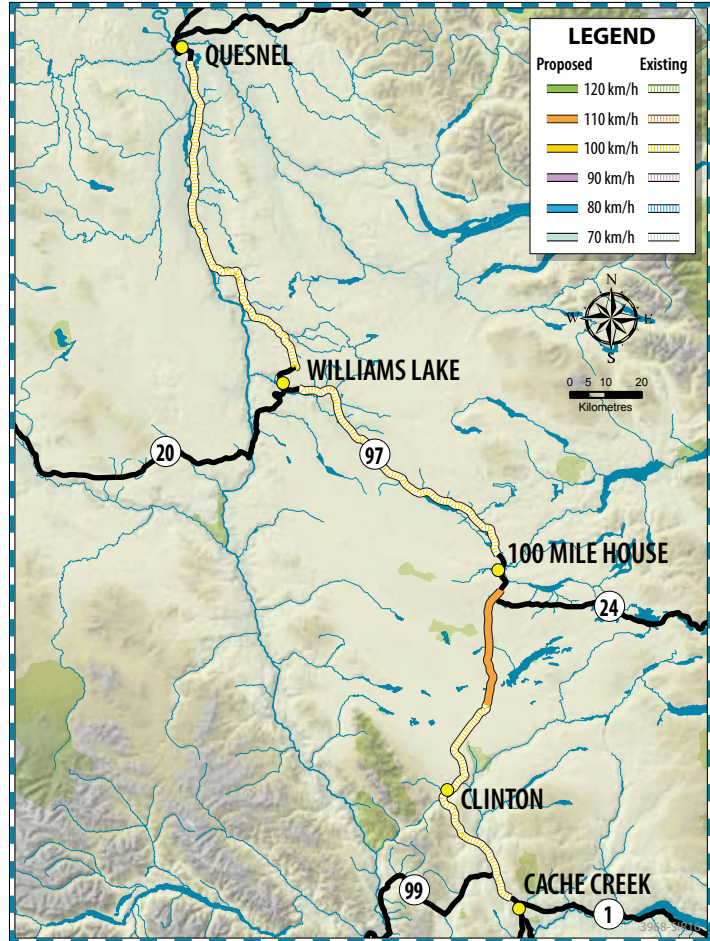 QUESNEL
LEGEND
Proposed Existing
120 km/h
110 km/h
100 km/h
90 km/h
80 km/h
70 km/h
N
W E
S
0 5 10 20
Kilometres
WILLIAMS LAKE
20
97
100 MILE HOUSE
24
CLINTON
CACHE CREEK
99
1